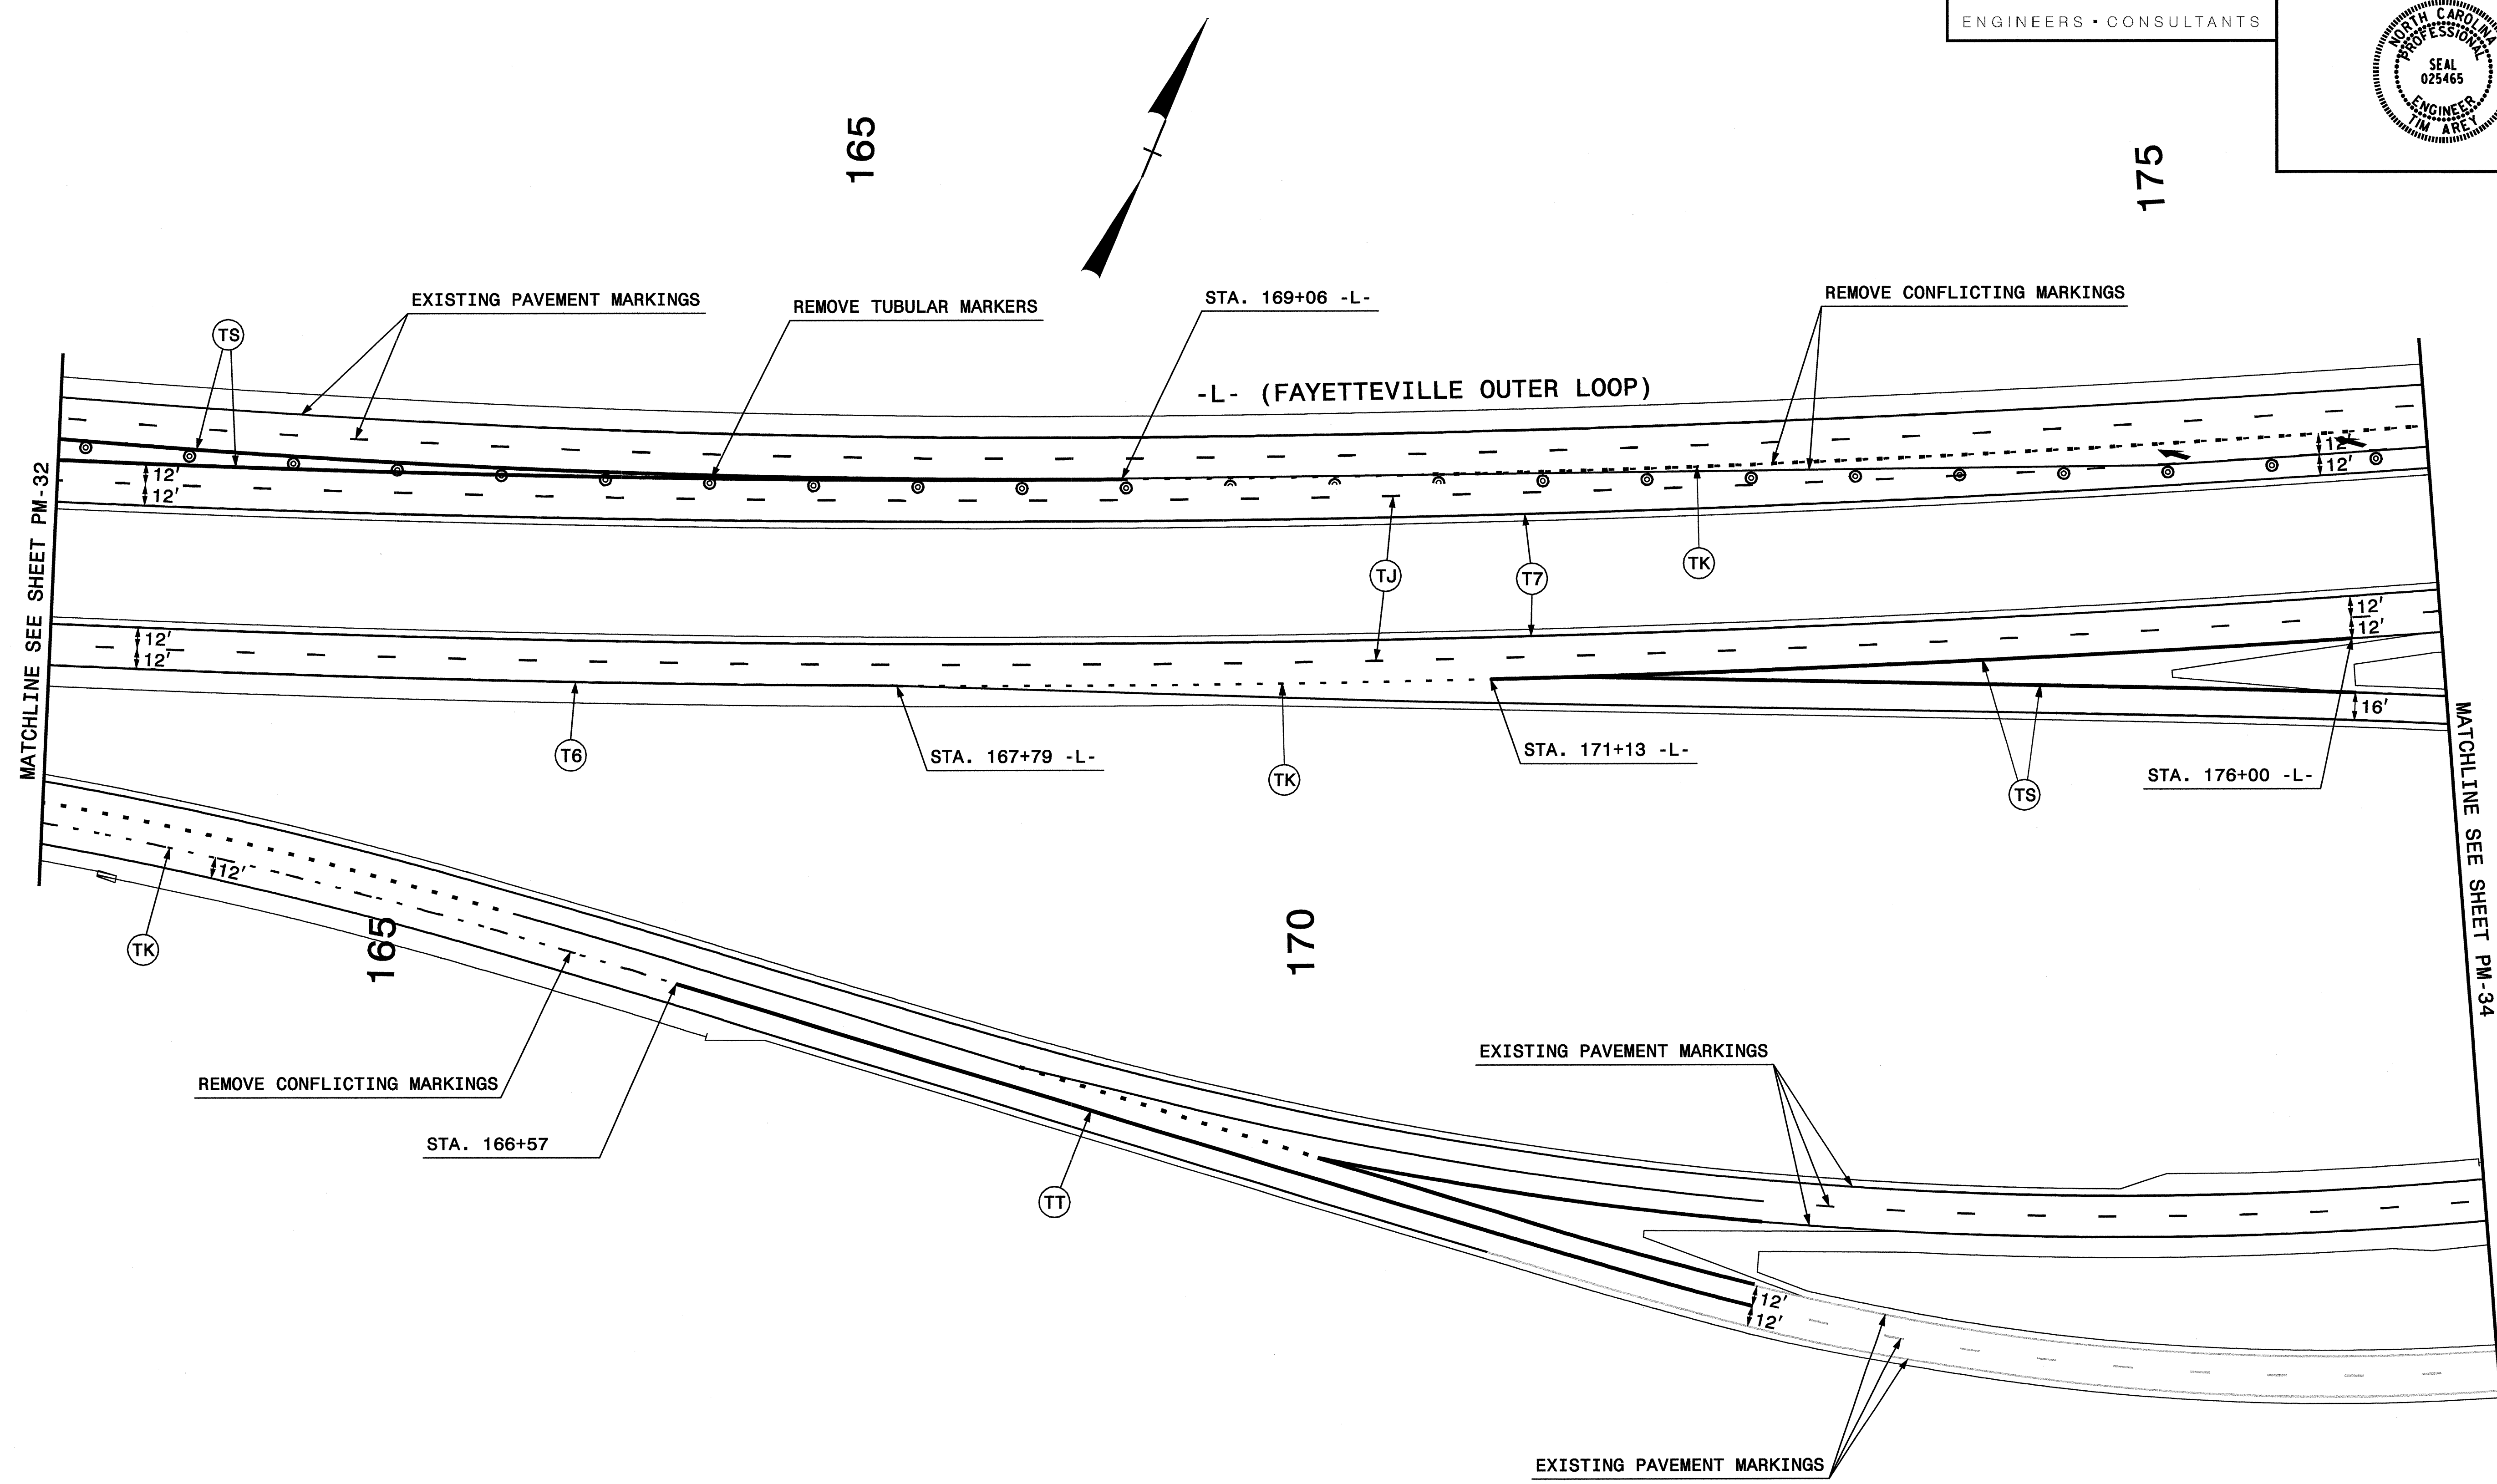 ENGINEERS • CONSULTANTS
NORTH CAROLINA
PROFESSIONAL
SEAL
025465
ENGINEER
TIM AREY
165
175
EXISTING PAVEMENT MARKINGS
REMOVE TUBULAR MARKERS
STA. 169+06 -L-
REMOVE CONFLICTING MARKINGS
TS
-L- (FAYETTEVILLE OUTER LOOP)
12'
12'
12'
12'
MATCHLINE SEE SHEET PM-32
TJ
T7
TK
12'
12'
12'
12'
16'
T6
STA. 167+79 -L-
TK
STA. 171+13 -L-
TS
STA. 176+00 -L-
MATCHLINE SEE SHEET PM-34
12'
TK
165
170
REMOVE CONFLICTING MARKINGS
STA. 166+57
TT
EXISTING PAVEMENT MARKINGS
12'
12'
EXISTING PAVEMENT MARKINGS